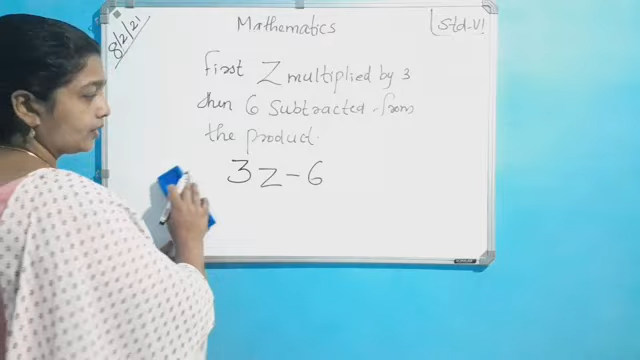 8/2/21
Mathematics
Std-VI
First Z multiplied by 3
then 6 Subtracted from
the product.
3z-6